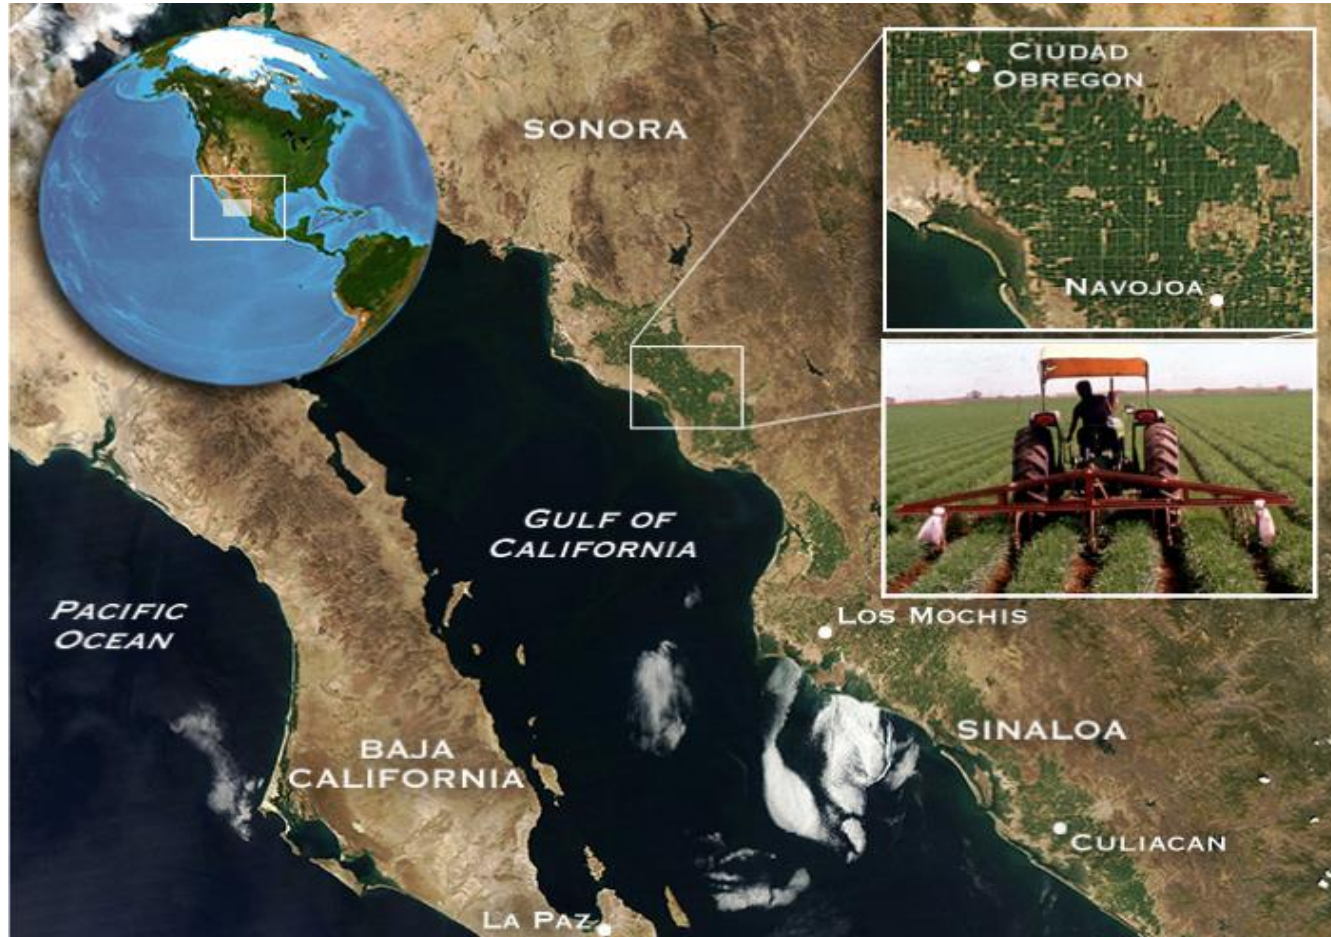 CIUDAD
OBREGON
SONORA
NAVOJOA
GULF OF
CALIFORNIA
PACIFIC
OCEAN
LOS MOCHIS
SINALOA
BAJA
CALIFORNIA
CULIACAN
LA PAZ